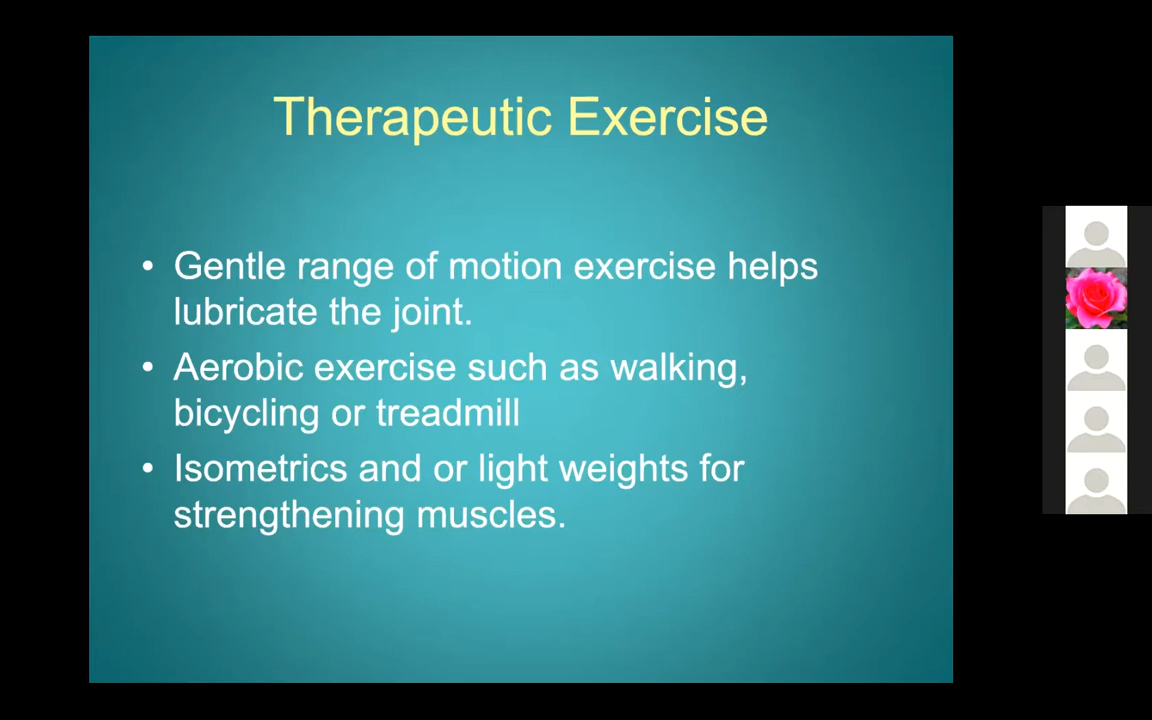 Therapeutic Exercise
• Gentle range of motion exercise helps
lubricate the joint.
• Aerobic exercise such as walking,
bicycling or treadmill
• Isometrics and or light weights for
strengthening muscles.